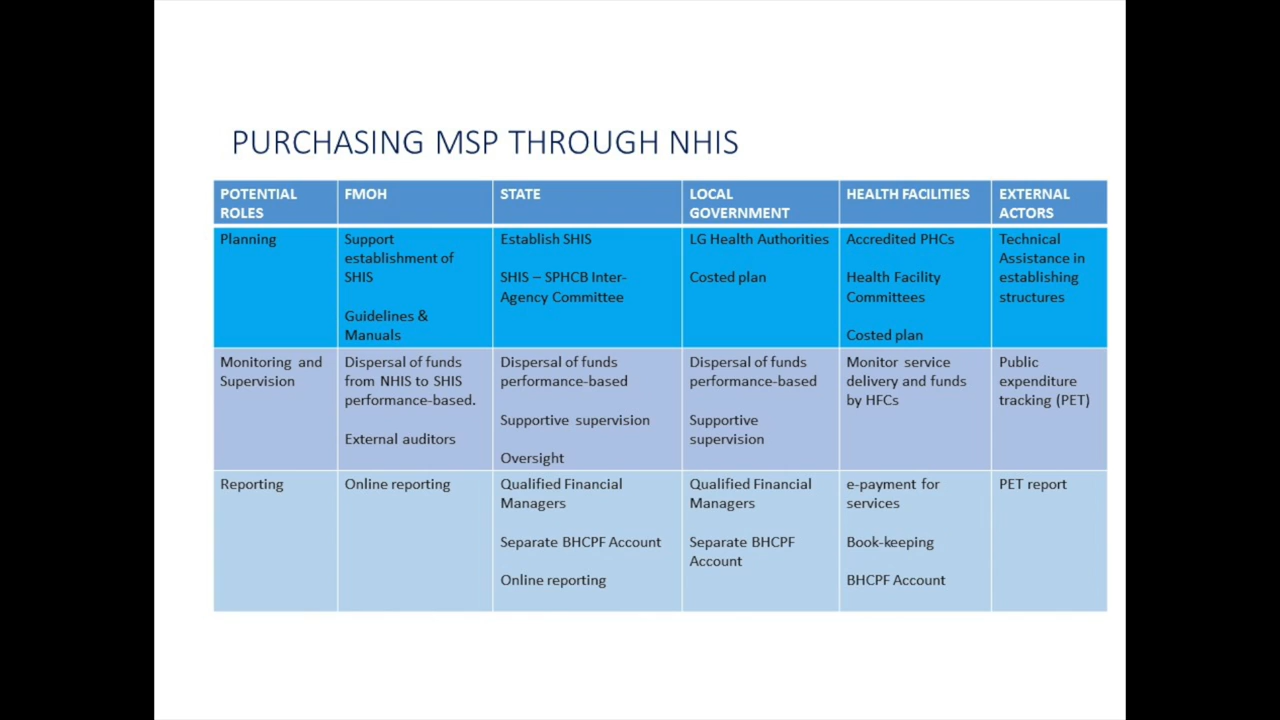 PURCHASING MSP THROUGH NHIS
POTENTIAL
ROLES
FMOH
STATE
LOCAL
GOVERNMENT
HEALTH FACILITIES
EXTERNAL
ACTORS
Planning
Support
establishment of
SHIS
Guidelines &
Manuals
Establish SHIS
SHIS – SPHCB Inter-
Agency Committee
LG Health Authorities
Costed plan
Accredited PHCs
Health Facility
Committees
Costed plan
Technical
Assistance in
establishing
structures
Monitoring and
Supervision
Dispersal of funds
from NHIS to SHIS
performance-based.
External auditors
Dispersal of funds
performance-based
Supportive supervision
Oversight
Dispersal of funds
performance-based
Supportive
supervision
Monitor service
delivery and funds
by HFCs
Public
expenditure
tracking (PET)
Reporting
Online reporting
Qualified Financial
Managers
Separate BHCPF Account
Online reporting
Qualified Financial
Managers
Separate BHCPF
Account
e-payment for
services
Book-keeping
BHCPF Account
PET report